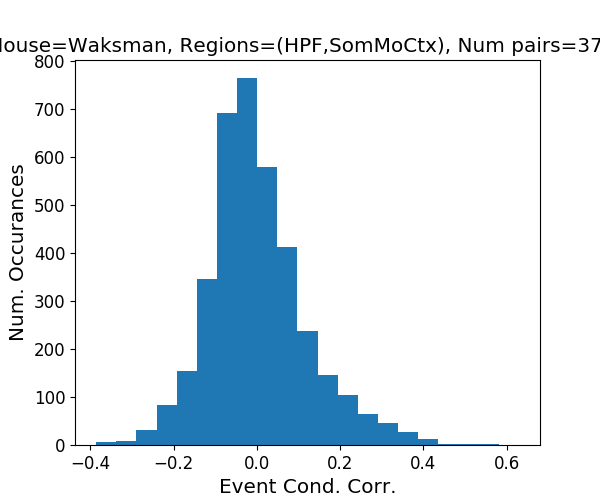 ouse=Waksman, Regions=(HPF,SomMoCtx), Num pairs=37
800
700
600
500
400
300
200
100
0
Num. Occurances
−0.4 −0.2 0.0 0.2 0.4 0.6
Event Cond. Corr.